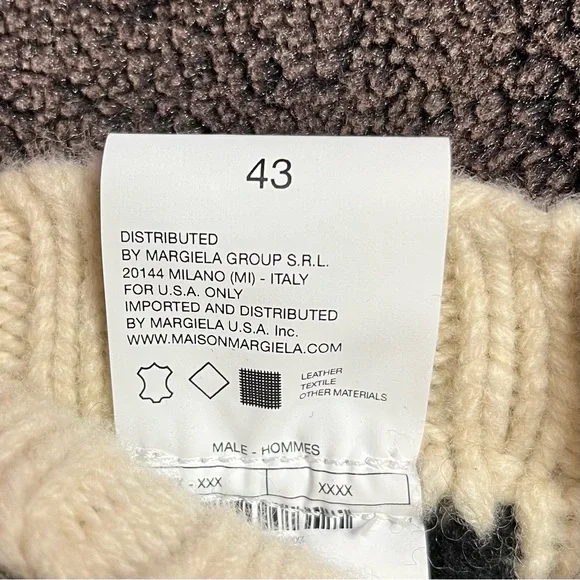 43
DISTRIBUTED
BY MARGIELA GROUP S.R.L.
20144 MILANO (MI) - ITALY
FOR U.S.A. ONLY
IMPORTED AND DISTRIBUTED
BY MARGIELA U.S.A. Inc.
WWW.MAISONMARGIELA.COM
LEATHER
TEXTILE
OTHER MATERIALS
MALE - HOMMES
- XXX
XXXX